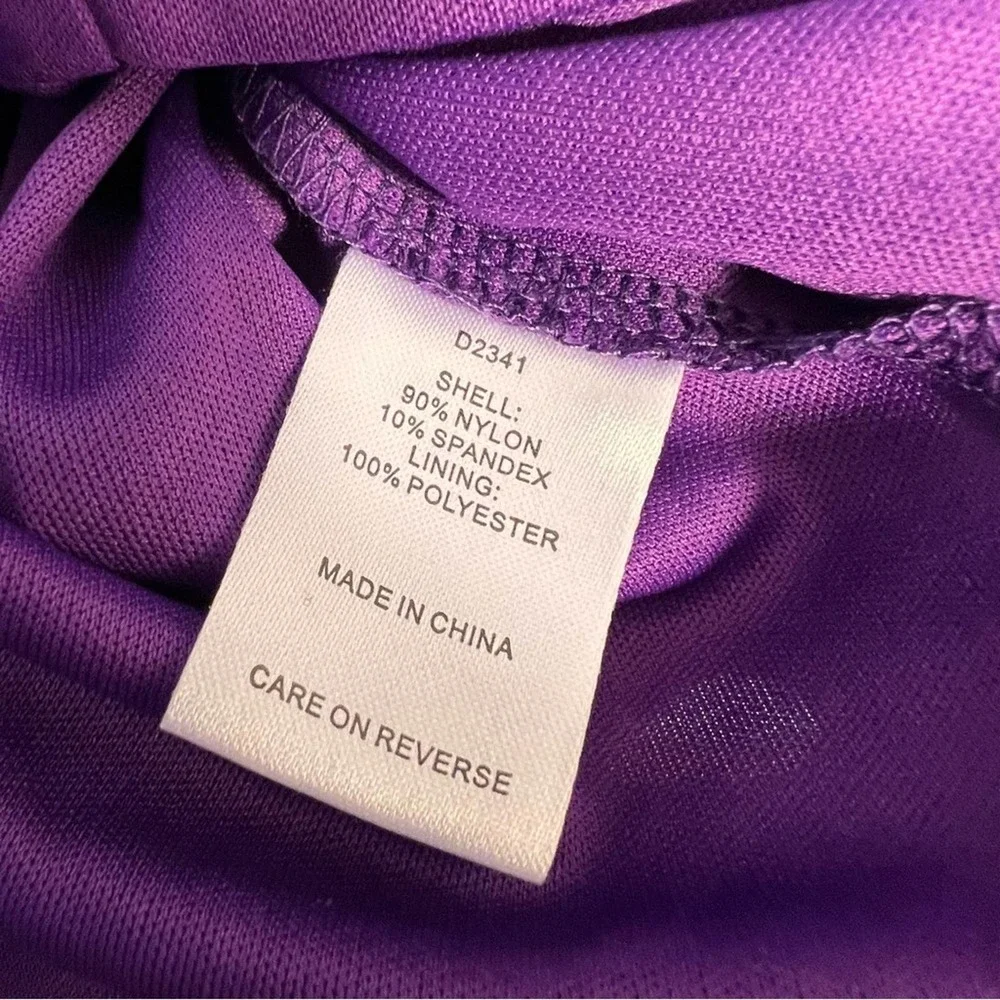 D2341
SHELL:
90% NYLON
10% SPANDEX
LINING:
100% POLYESTER
MADE IN CHINA
CARE ON REVERSE